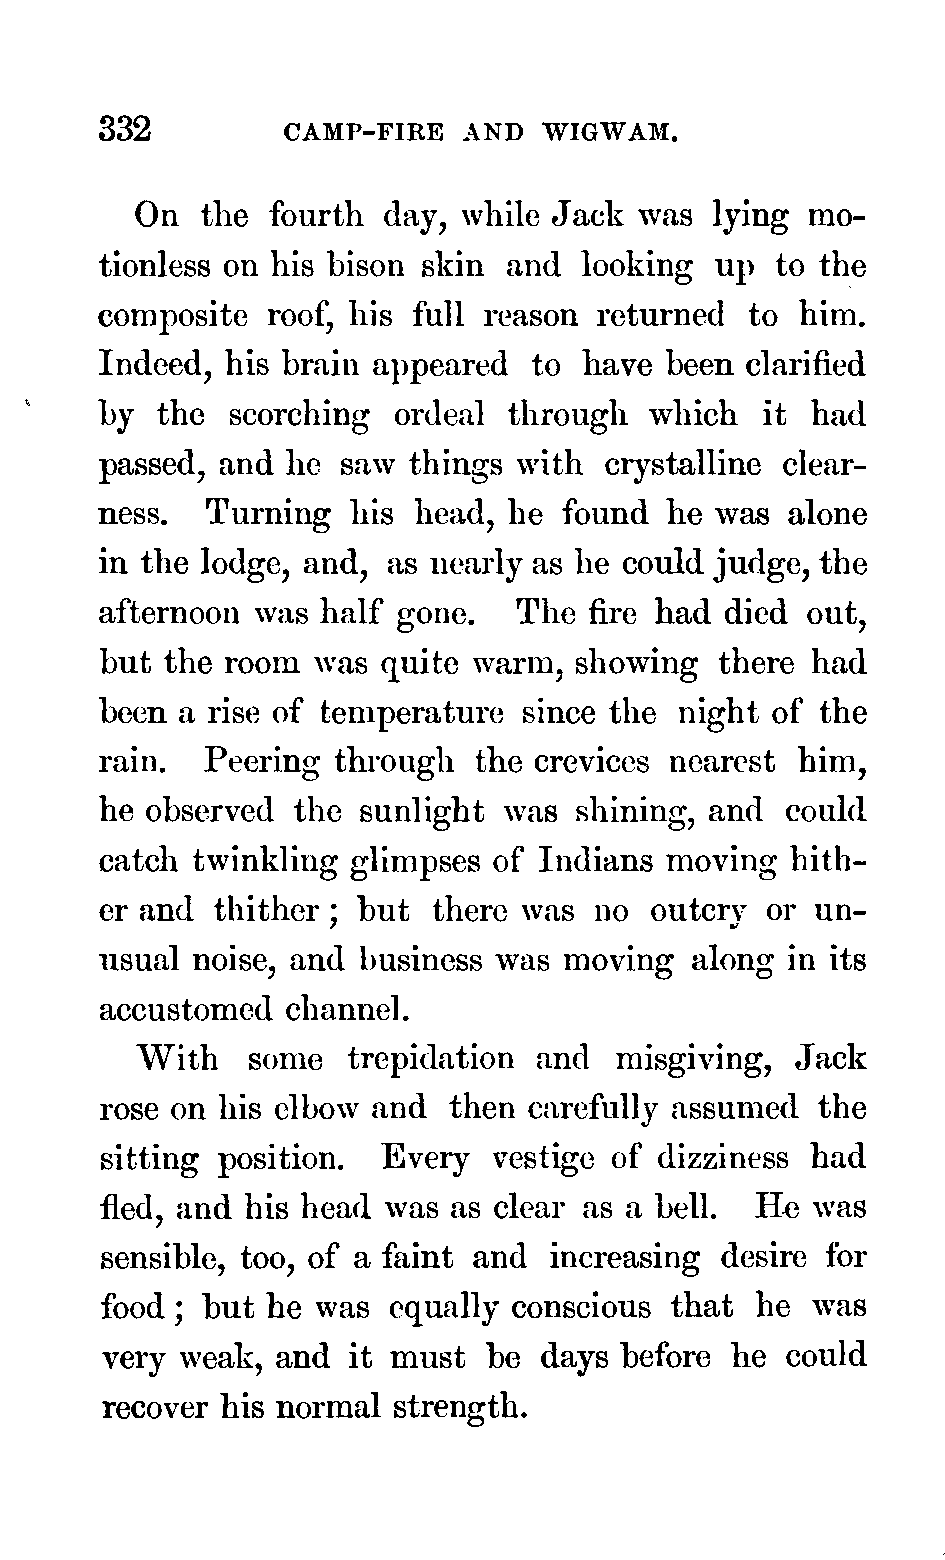 332 CAMP-FIRE AND WIGWAM.
On the fourth day, while Jack was lying mo-
tionless on his bison skin and looking up to the
composite roof, his full reason returned to him.
Indeed, his brain appeared to have been clarified
by the scorching ordeal through which it had
passed, and he saw things with crystalline clear-
ness. Turning his head, he found he was alone
in the lodge, and, as nearly as he could judge, the
afternoon was half gone. The fire had died out,
but the room was quite warm, showing there had
been a rise of temperature since the night of the
rain. Peering through the crevices nearest him,
he observed the sunlight was shining, and could
catch twinkling glimpses of Indians moving hith-
er and thither ; but there was no outcry or un-
usual noise, and business was moving along in its
accustomed channel.
With some trepidation and misgiving, Jack
rose on his elbow and then carefully assumed the
sitting position. Every vestige of dizziness had
fled, and his head was as clear as a bell. He was
sensible, too, of a faint and increasing desire for
food ; but he was equally conscious that he was
very weak, and it must be days before he could
recover his normal strength.